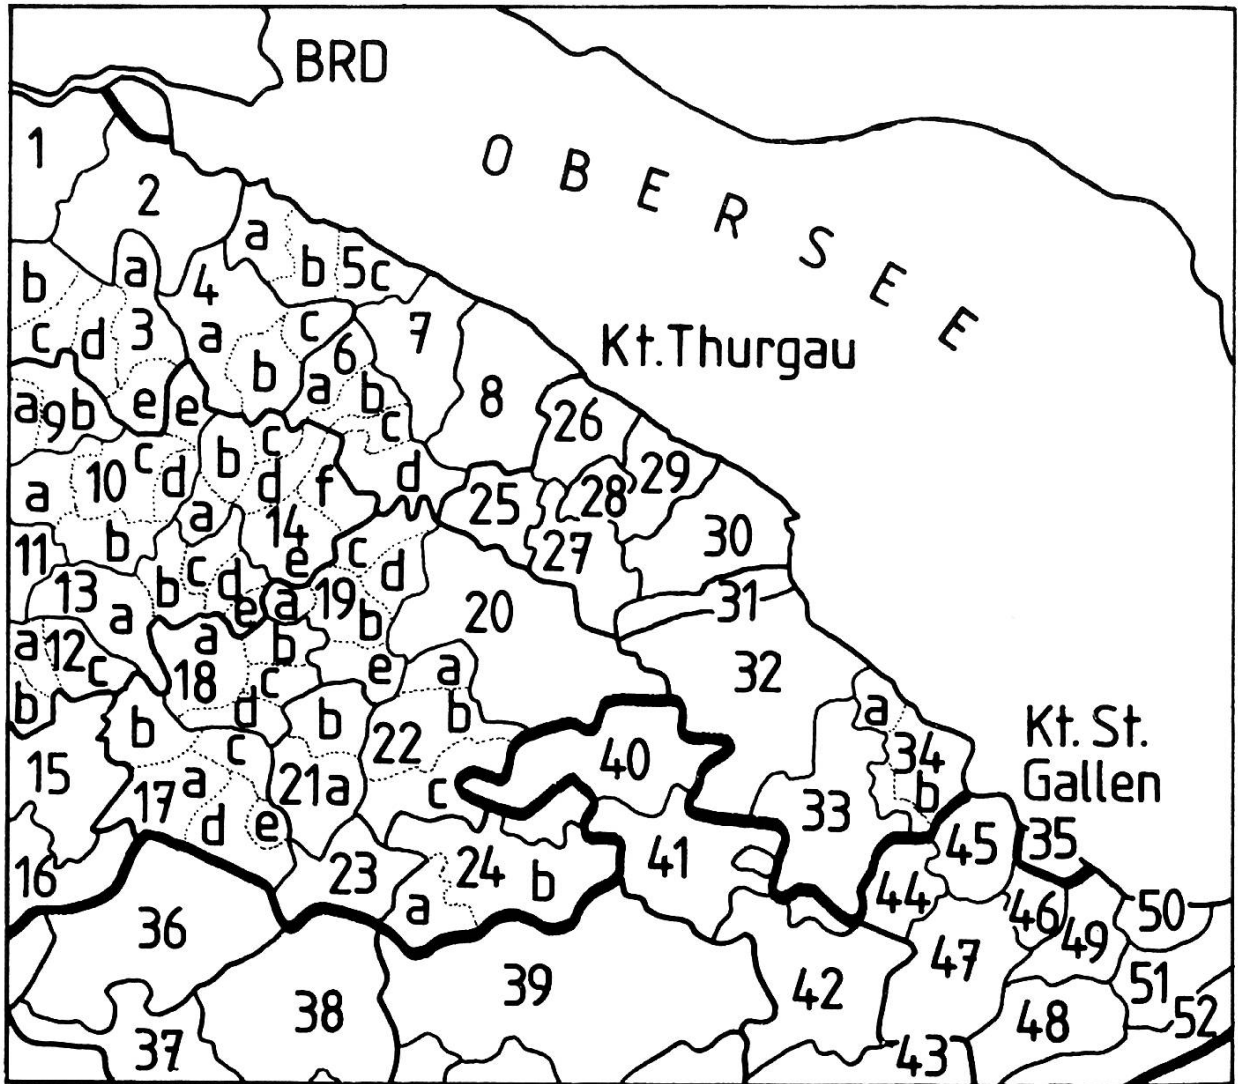 BRD
OBERSEE
1
2
a
b
5c
b
a
4
c
d
3
a
c
b
6
7
Kt.Thurgau
a
b
8
a9b
e
e
c
26
10
c
d
b
c
d
f
d
29
a
25
28
a
14
11
b
27
30
e
c
d
13
a
b
c
d
e
a
19
b
20
31
a
12
c
a
b
18
c
e
a
32
b
d
b
b
a
Kt. St.
Gallen
b
c
22
40
34
15
17
a
21a
c
33
b
d
e
45
35
16
23
24
b
41
44
a
46
50
36
49
47
39
42
51
38
48
52
37
43